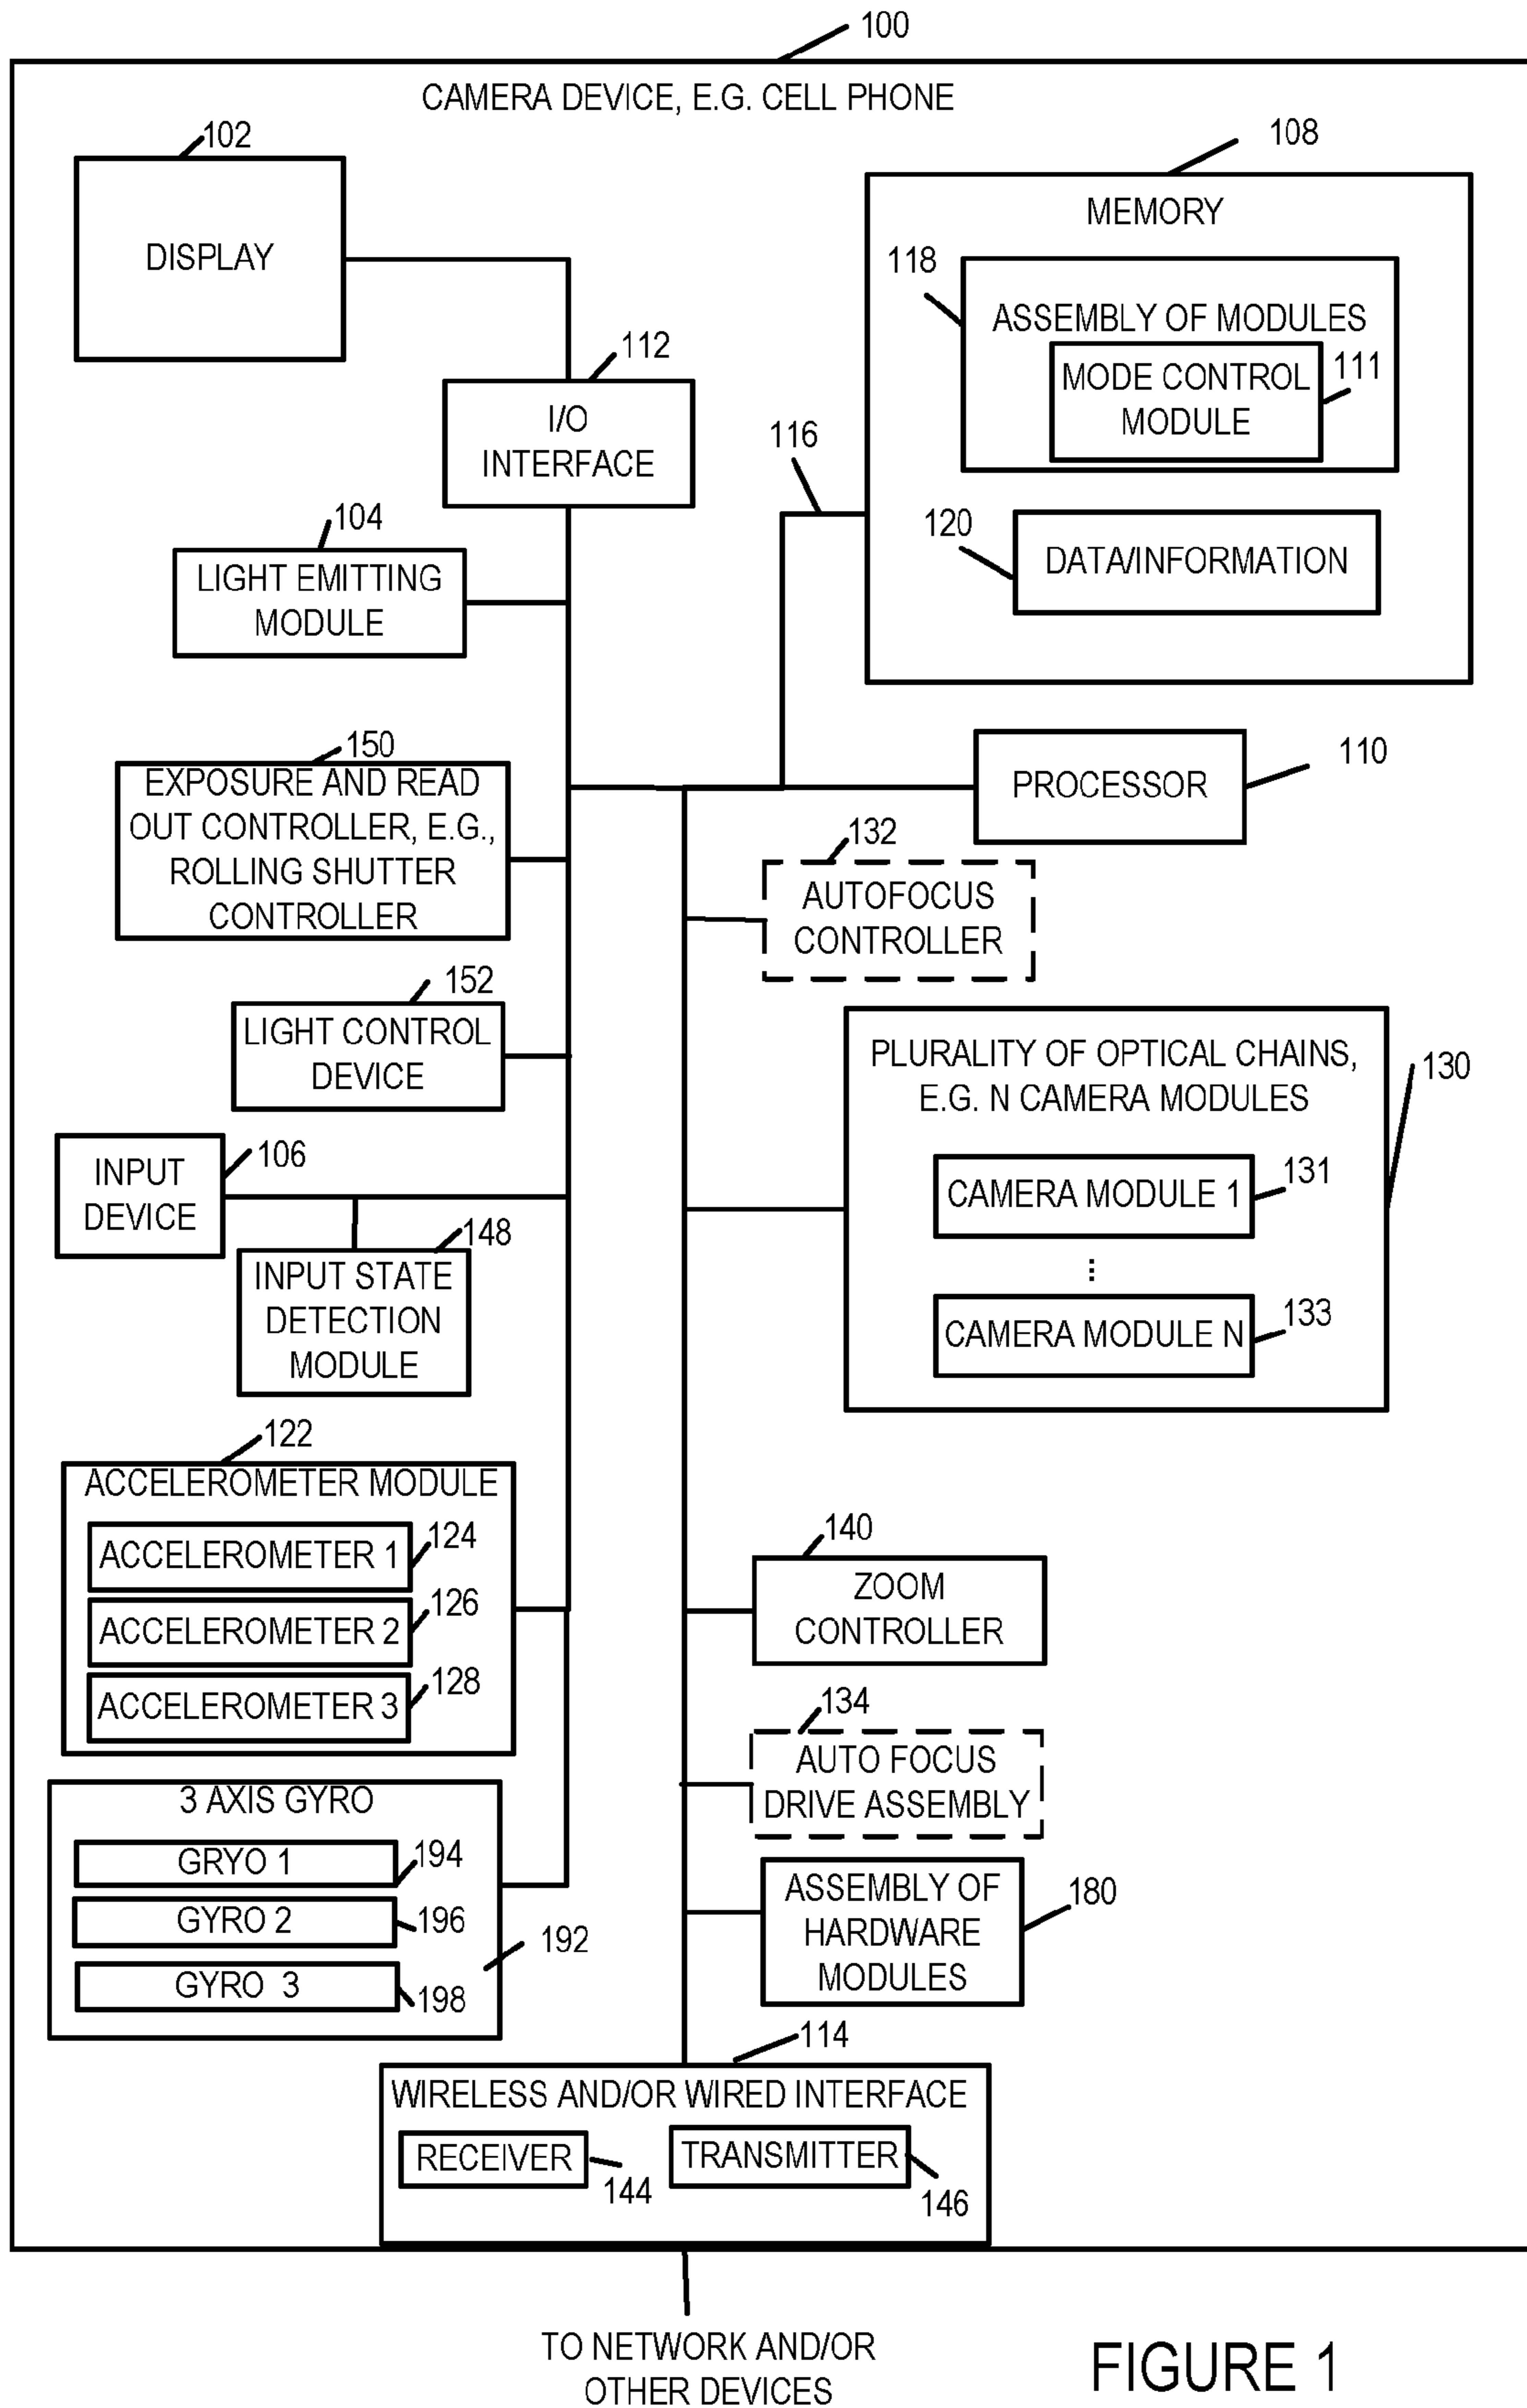 100
CAMERA DEVICE, E.G. CELL PHONE
102
DISPLAY
108
MEMORY
118
ASSEMBLY OF MODULES
MODE CONTROL
MODULE
111
120
DATA/INFORMATION
112
I/O
INTERFACE
116
104
LIGHT EMITTING
MODULE
150
EXPOSURE AND READ
OUT CONTROLLER, E.G.,
ROLLING SHUTTER
CONTROLLER
PROCESSOR
110
132
AUTOFOCUS
CONTROLLER
152
LIGHT CONTROL
DEVICE
PLURALITY OF OPTICAL CHAINS,
E.G. N CAMERA MODULES
130
CAMERA MODULE 1
131
⋮
CAMERA MODULE N
133
INPUT
DEVICE
106
148
INPUT STATE
DETECTION
MODULE
122
ACCELEROMETER MODULE
ACCELEROMETER 1
124
ACCELEROMETER 2
126
ACCELEROMETER 3
128
140
ZOOM
CONTROLLER
134
AUTO FOCUS
DRIVE ASSEMBLY
3 AXIS GYRO
GRYO 1
194
GYRO 2
196
GYRO 3
198
192
ASSEMBLY OF
HARDWARE
MODULES
180
114
WIRELESS AND/OR WIRED INTERFACE
RECEIVER
144
TRANSMITTER
146
TO NETWORK AND/OR
OTHER DEVICES
FIGURE 1